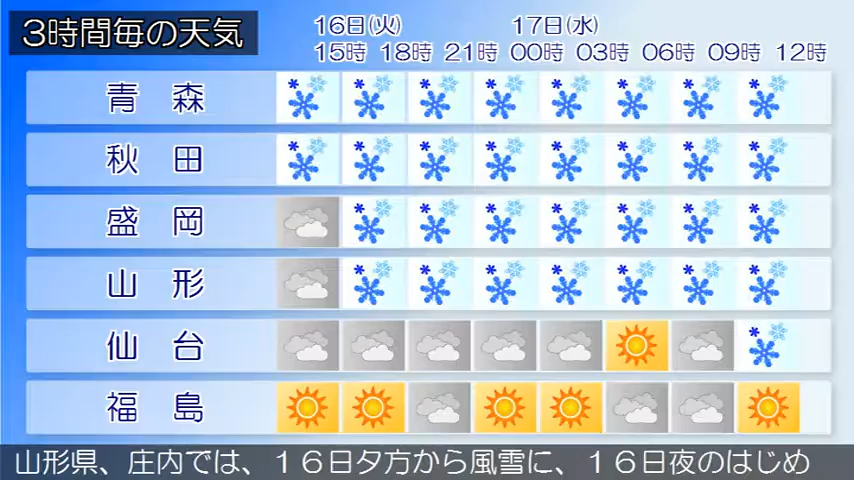 3時間毎の天気
16日(火) 17日(水)
15時 18時 21時 00時 03時 06時 09時 12時
青森
秋田
盛岡
山形
仙台
福島
山形県、庄内では、１６日夕方から風雪に、１６日夜のはじめ